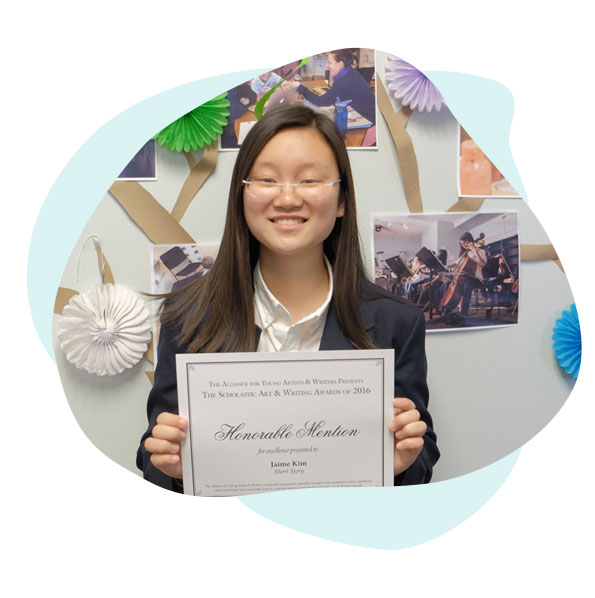 The Alliance for Young Artists & Writers Presents
The Scholastic Art & Writing Awards of 2016
Honorable Mention
for excellence presented to
Jaime Kim
Short Story